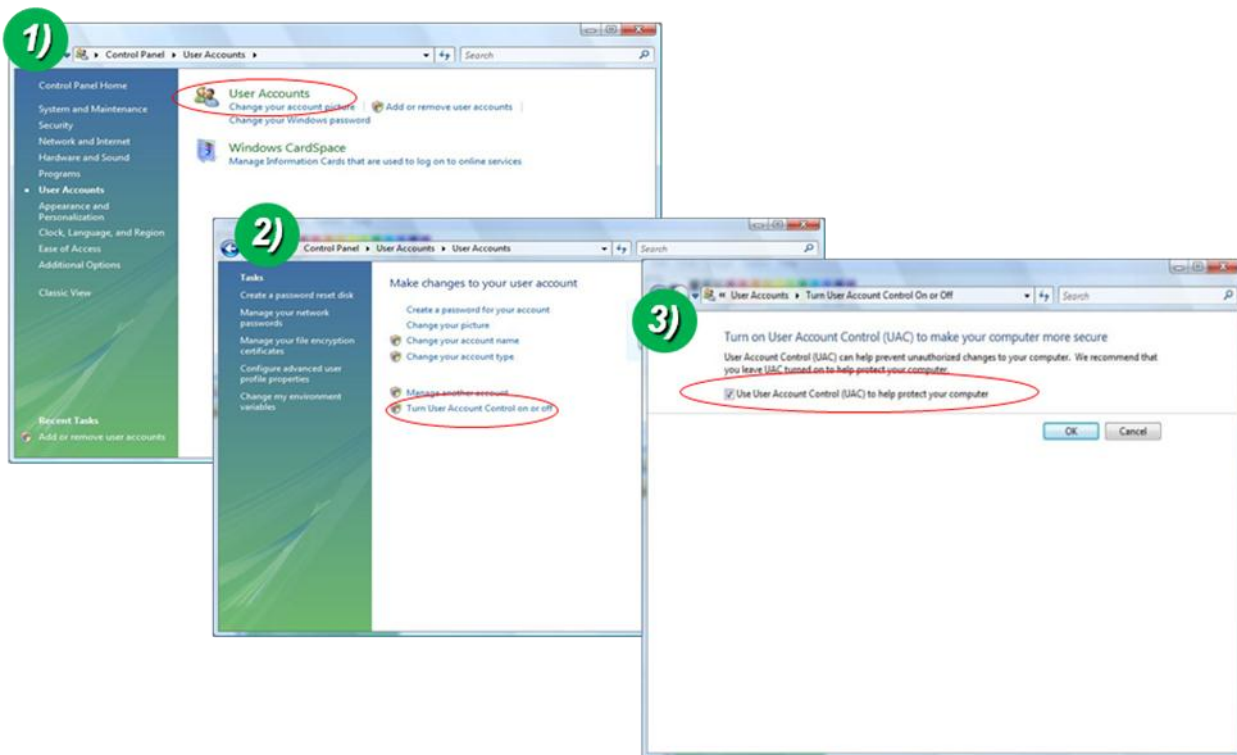 1)
Control Panel ▸ User Accounts ▸
Search
Control Panel Home
System and Maintenance
Security
Network and Internet
Hardware and Sound
Programs
User Accounts
Appearance and
Personalization
Clock, Language, and Region
Ease of Access
Additional Options
Classic View
Recent Tasks
Add or remove user accounts
User Accounts
Change your account picture
Add or remove user accounts
Change your Windows password
Windows CardSpace
Manage Information Cards that are used to log on to online services
2)
Control Panel ▸ User Accounts ▸ User Accounts
Search
Tasks
Create a password reset disk
Manage your network
passwords
Manage your file encryption
certificates
Configure advanced user
profile properties
Change my environment
variables
Make changes to your user account
Create a password for your account
Change your picture
Change your account name
Change your account type
Manage another account
Turn User Account Control on or off
3)
« User Accounts ▸ Turn User Account Control On or Off
Search
Turn on User Account Control (UAC) to make your computer more secure
User Account Control (UAC) can help prevent unauthorized changes to your computer. We recommend that
you leave UAC turned on to help protect your computer.
Use User Account Control (UAC) to help protect your computer
OK
Cancel